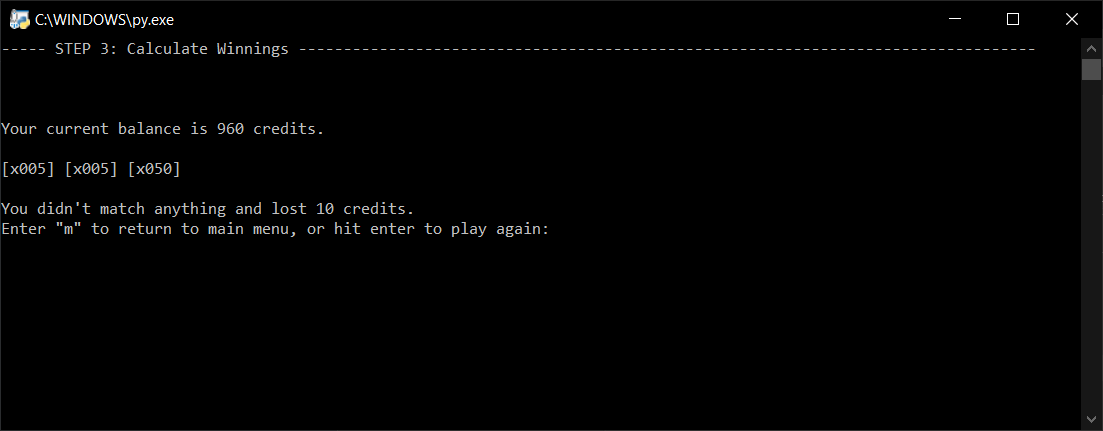 C:\WINDOWS\py.exe
----- STEP 3: Calculate Winnings ----------------------------------------------------------------------------------
Your current balance is 960 credits.
[x005] [x005] [x050]
You didn't match anything and lost 10 credits.
Enter "m" to return to main menu, or hit enter to play again: